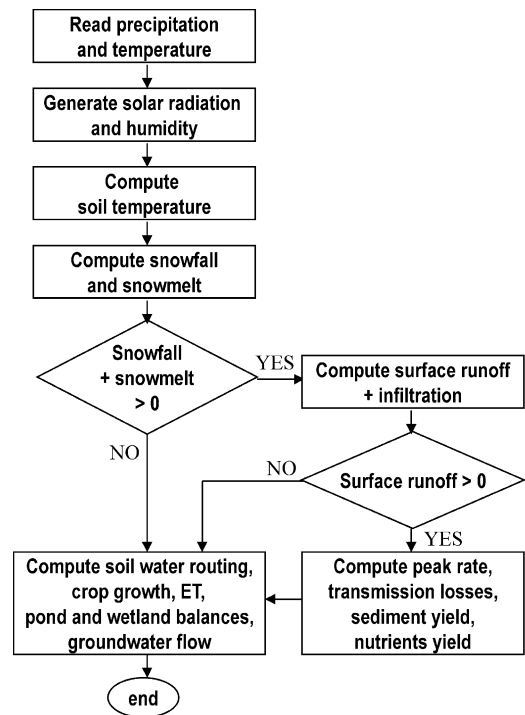 Read precipitation
and temperature
Generate solar radiation
and humidity
Compute
soil temperature
Compute snowfall
and snowmelt
Snowfall
+ snowmelt
> 0
YES
Compute surface runoff
+ infiltration
NO
NO
Surface runoff > 0
YES
Compute soil water routing,
crop growth, ET,
pond and wetland balances,
groundwater flow
Compute peak rate,
transmission losses,
sediment yield,
nutrients yield
end